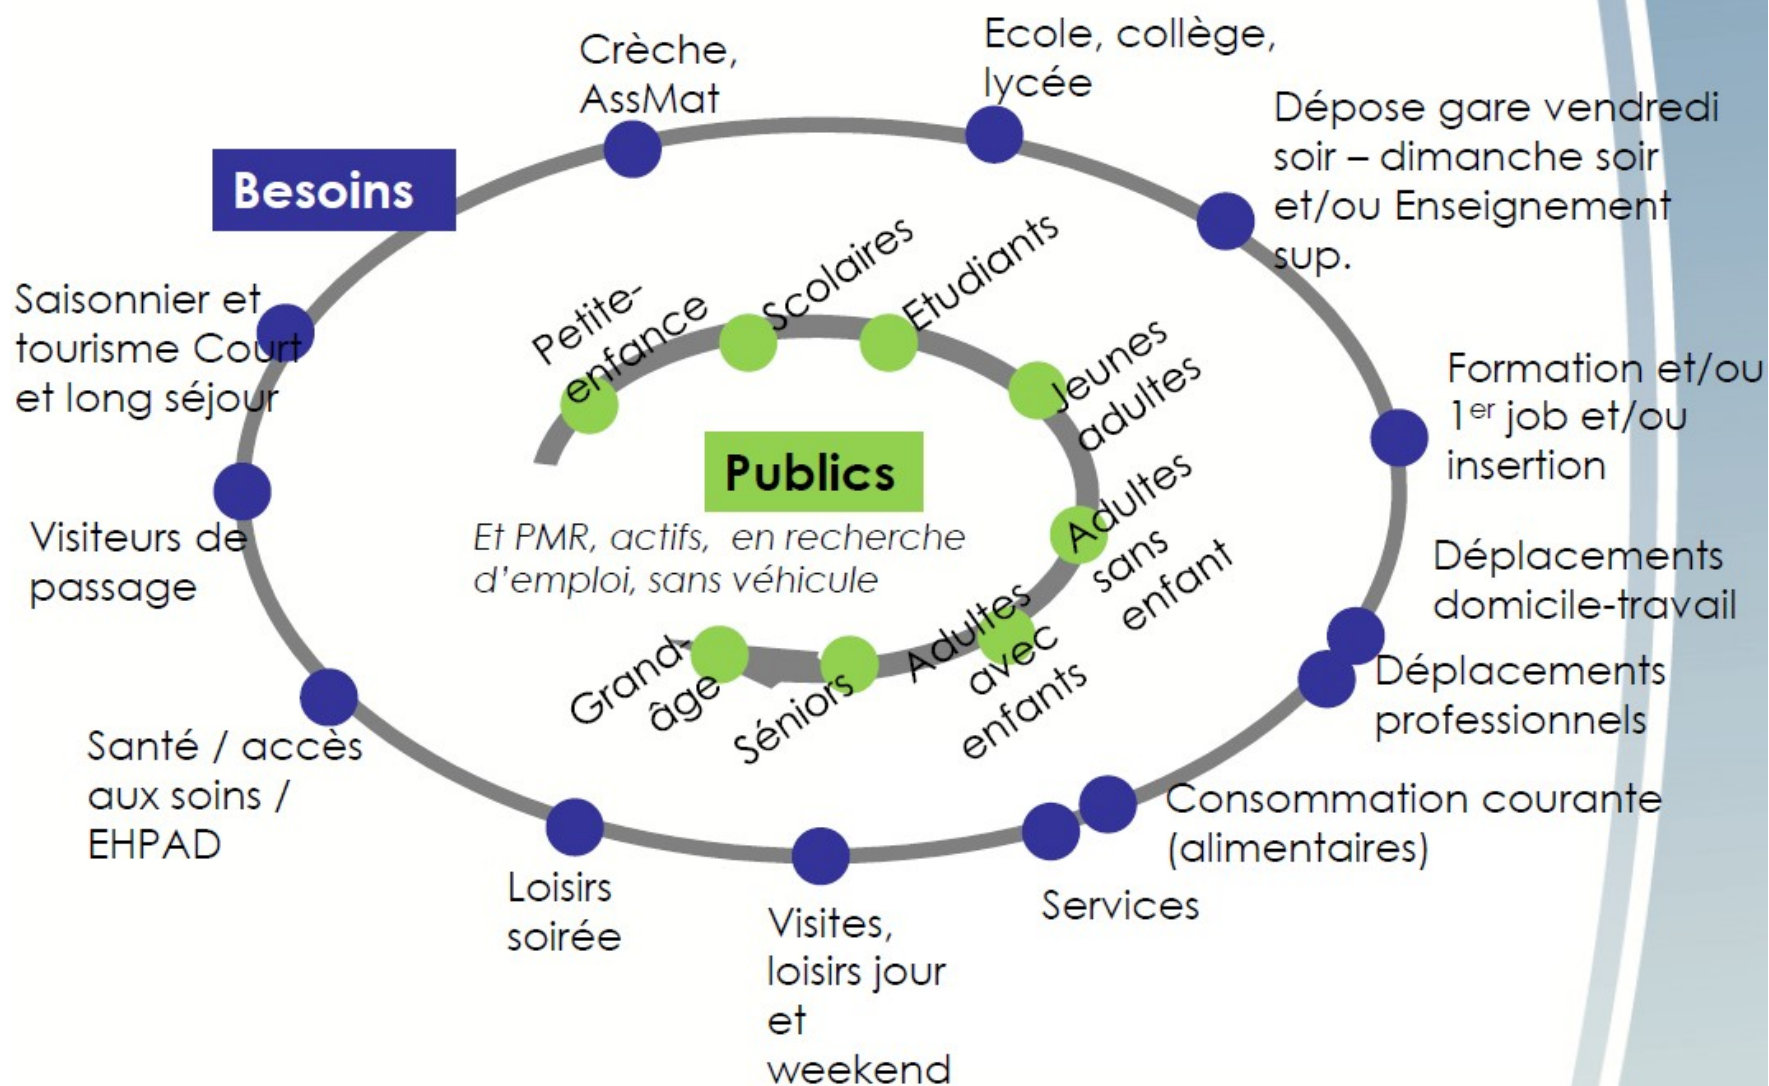 Crèche,
AssMat
Ecole, collège,
lycée
Dépose gare vendredi
soir – dimanche soir
et/ou Enseignement
sup.
Besoins
Saisonnier et
tourisme Court
et long séjour
Petite-
enfance
Scolaires
Etudiants
Jeunes
adultes
Formation et/ou
1er job et/ou
insertion
Publics
Et PMR, actifs, en recherche
d'emploi, sans véhicule
Adultes
sans
enfant
Visiteurs de
passage
Déplacements
domicile-travail
Adultes
avec
enfants
Séniors
Grand-
âge
Déplacements
professionnels
Santé / accès
aux soins /
EHPAD
Consommation courante
(alimentaires)
Loisirs
soirée
Services
Visites,
loisirs jour
et
weekend